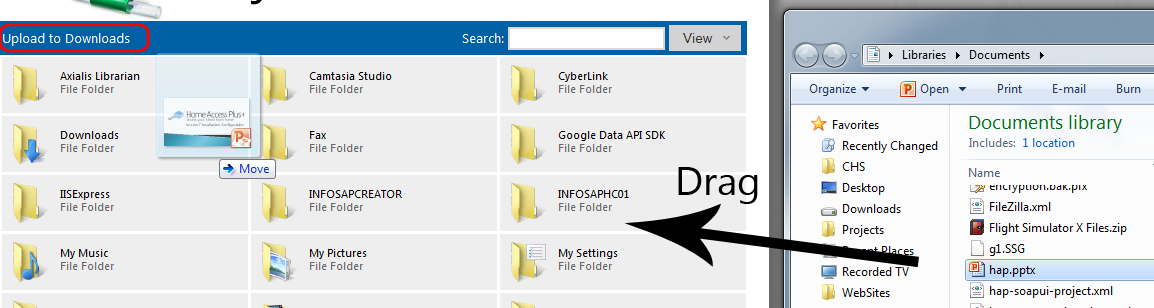 Upload to Downloads
Search:
View
Axialis Librarian
File Folder
Camtasia Studio
File Folder
CyberLink
File Folder
Home Access Plus+
Downloads
File Folder
Fax
File Folder
Google Data API SDK
File Folder
Move
IISExpress
File Folder
INFOSAPCREATOR
File Folder
INFOSAPHC01
File Folder
My Music
File Folder
My Pictures
File Folder
My Settings
File Folder
Drag
Libraries
Documents
Organize
Open
Print
E-mail
Burn
Favorites
Recently Changed
CHS
Desktop
Downloads
Projects
Recent Places
Recorded TV
WebSites
Documents library
Includes: 1 location
Name
encryption.bak.pfx
FileZilla.xml
Flight Simulator X Files.zip
g1.SSG
hap.pptx
hap-soapui-project.xml